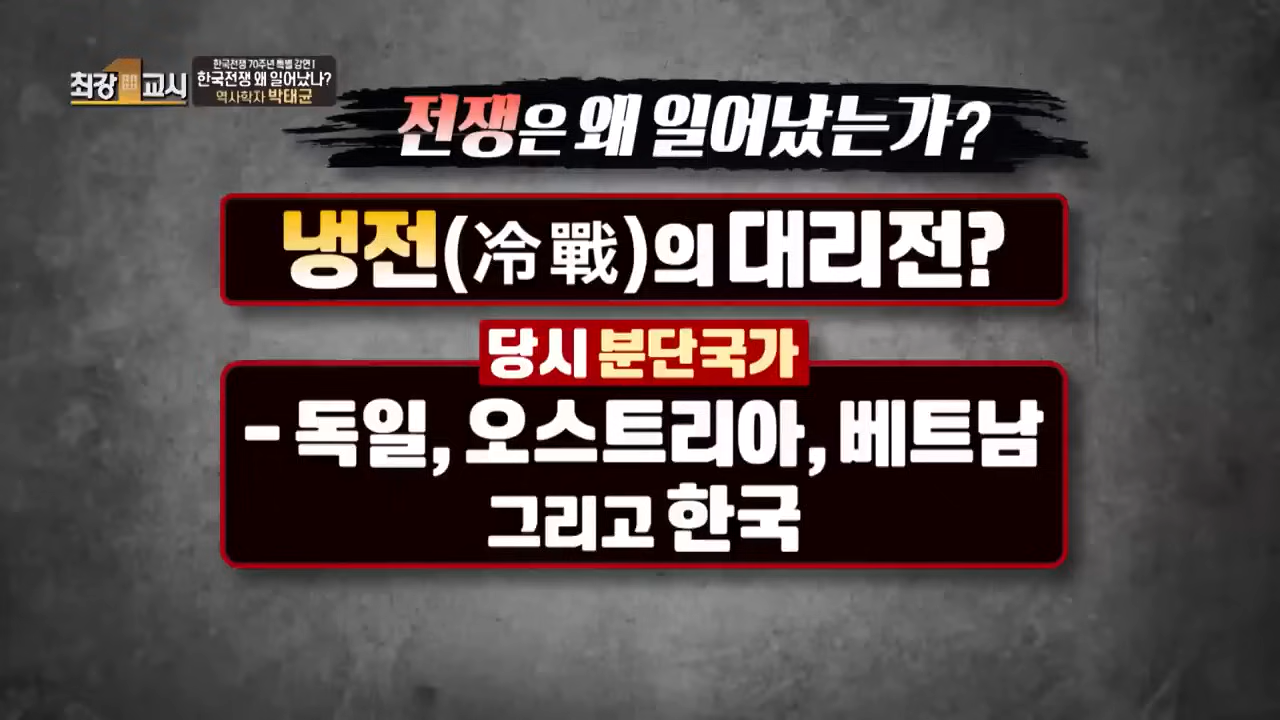 최강1교시
한국전쟁 70주년 특별 강연 I
한국전쟁 왜 일어났나?
역사학자 박태균
전쟁은 왜 일어났는가?
냉전(冷戰)의 대리전?
당시 분단국가
- 독일, 오스트리아, 베트남
그리고 한국